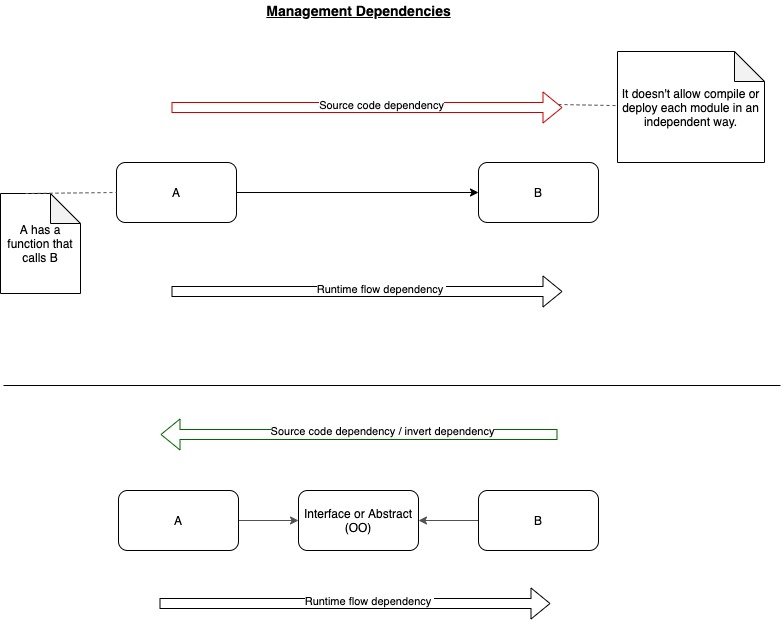 Management Dependencies
Source code dependency
It doesn't allow compile or
deploy each module in an
independent way.
A
B
A has a
function that
calls B
Runtime flow dependency
Source code dependency / invert dependency
A
Interface or Abstract
(OO)
B
Runtime flow dependency